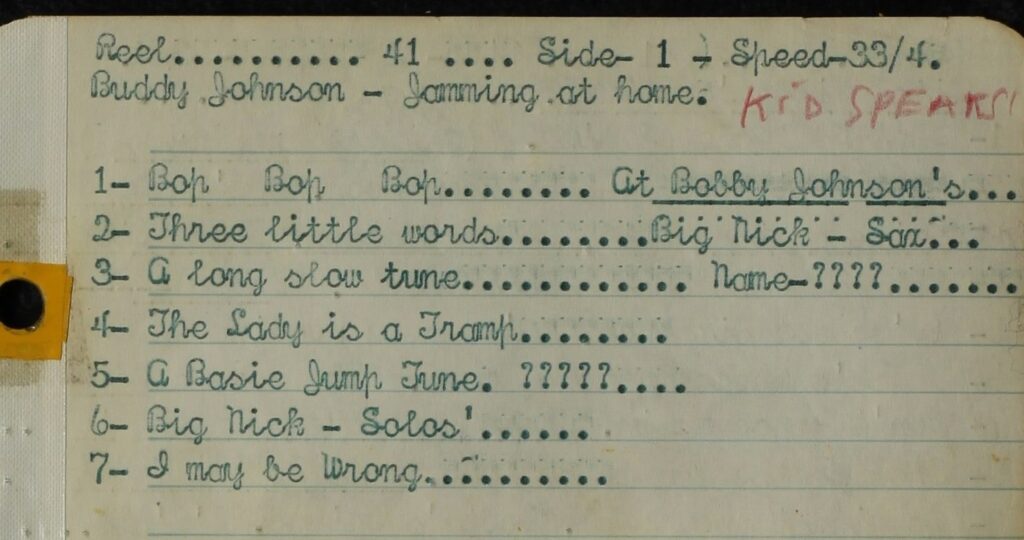 Reel.......... 41 .... Side- 1 - Speed-33/4.
Buddy Johnson - Jamming at home. KID SPEAKS!
1- Bop Bop Bop........ At Bobby Johnson's...
2- Three little words........Big Nick - Sax...
3- A long slow tune............. Name-????.......
4- The Lady is a Tramp........
5- A Basie Jump Tune. ?????....
6- Big Nick - Solos'......
7- I may be Wrong..........